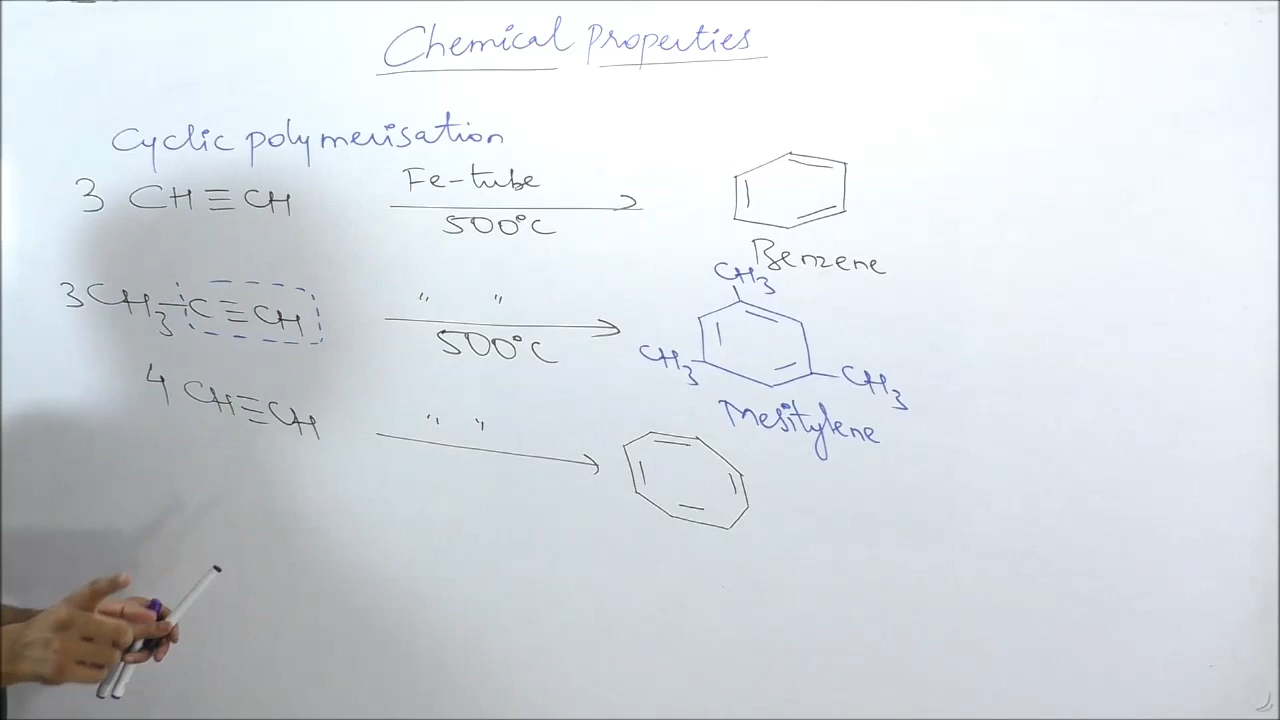 Chemical Properties
Cyclic polymerisation
3 CH≡CH Fe-tube 500°C Benzene
3CH3-C≡CH " " 500°C CH3 CH3 CH3 Mesitylene
4 CH≡CH " "